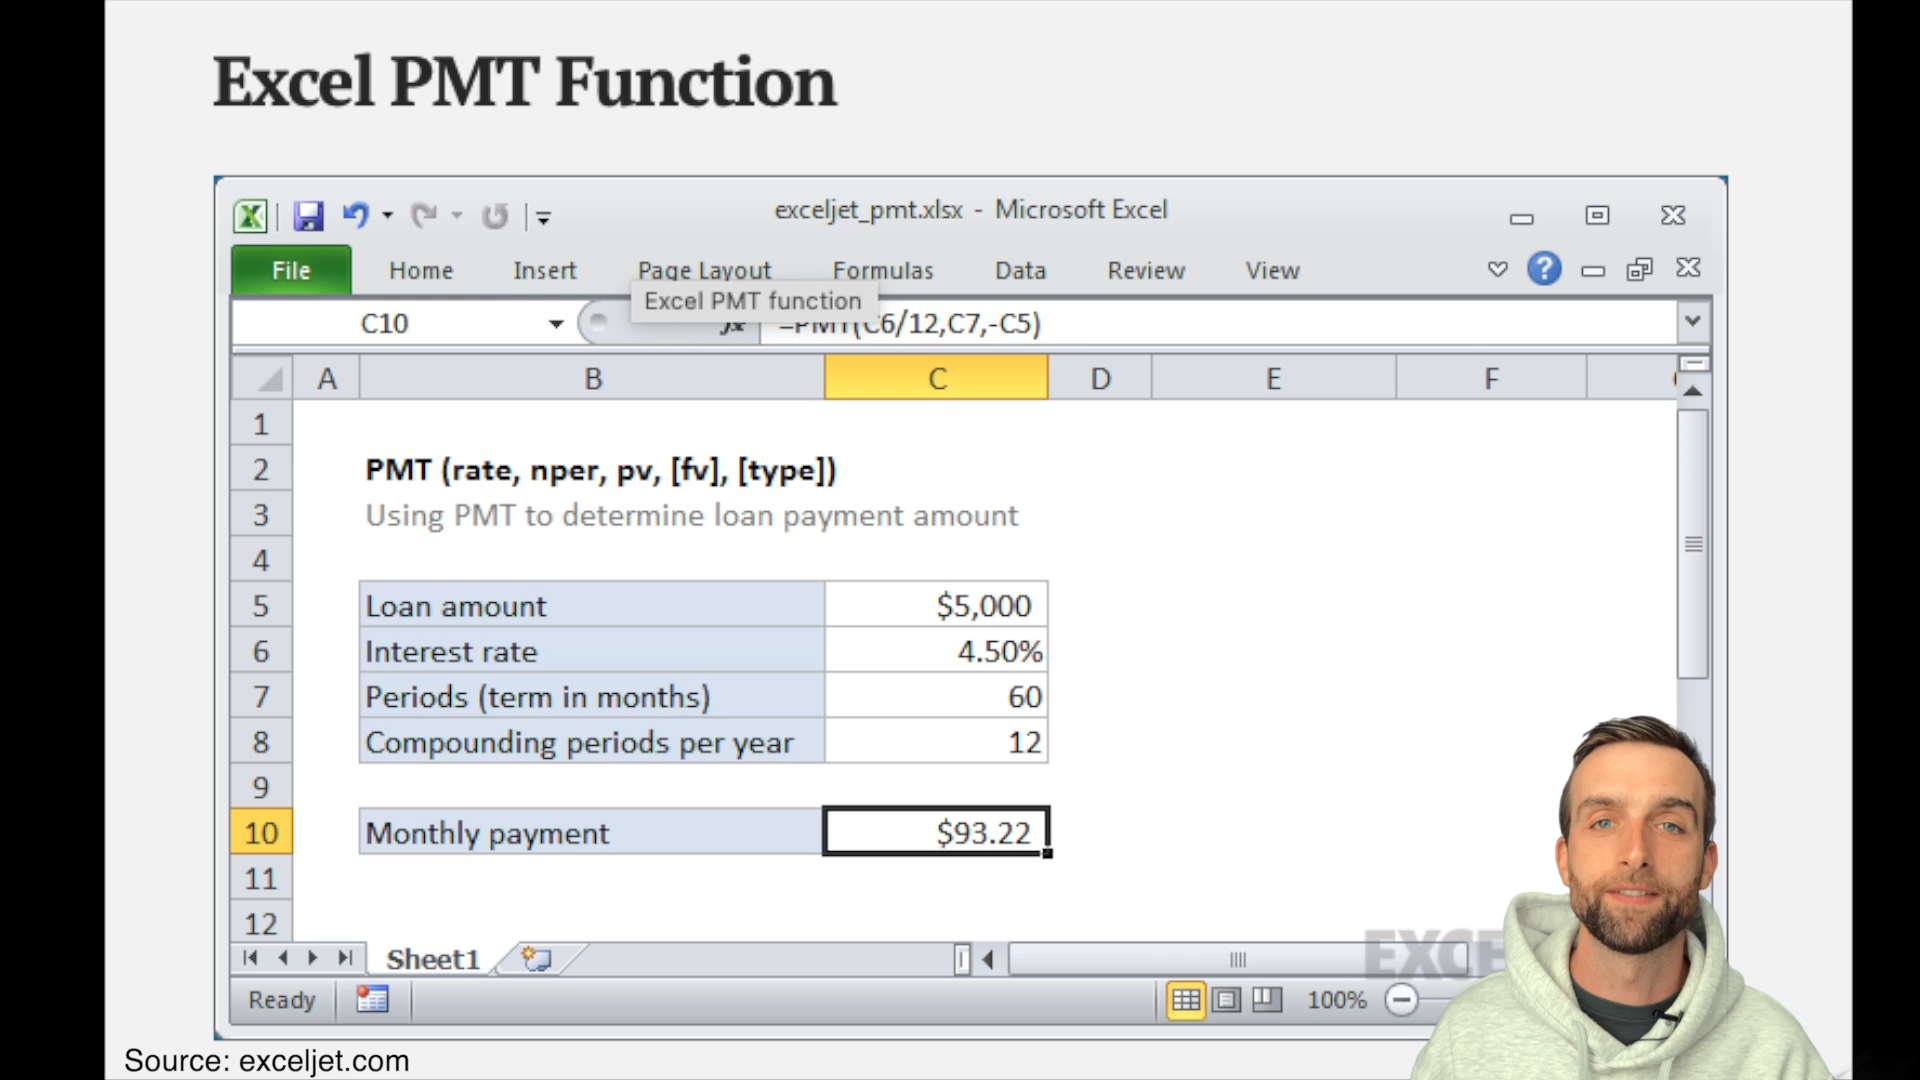 Excel PMT Function
exceljet_pmt.xlsx - Microsoft Excel
File Home Insert Page Layout Formulas Data Review View
Excel PMT function
C10 fx =PMT(C6/12,C7,-C5)
A B C D E F
1
2 PMT (rate, nper, pv, [fv], [type])
3 Using PMT to determine loan payment amount
4
5 Loan amount $5,000
6 Interest rate 4.50%
7 Periods (term in months) 60
8 Compounding periods per year 12
9
10 Monthly payment $93.22
11
12
EXCE
Sheet1
Ready 100%
Source: exceljet.com